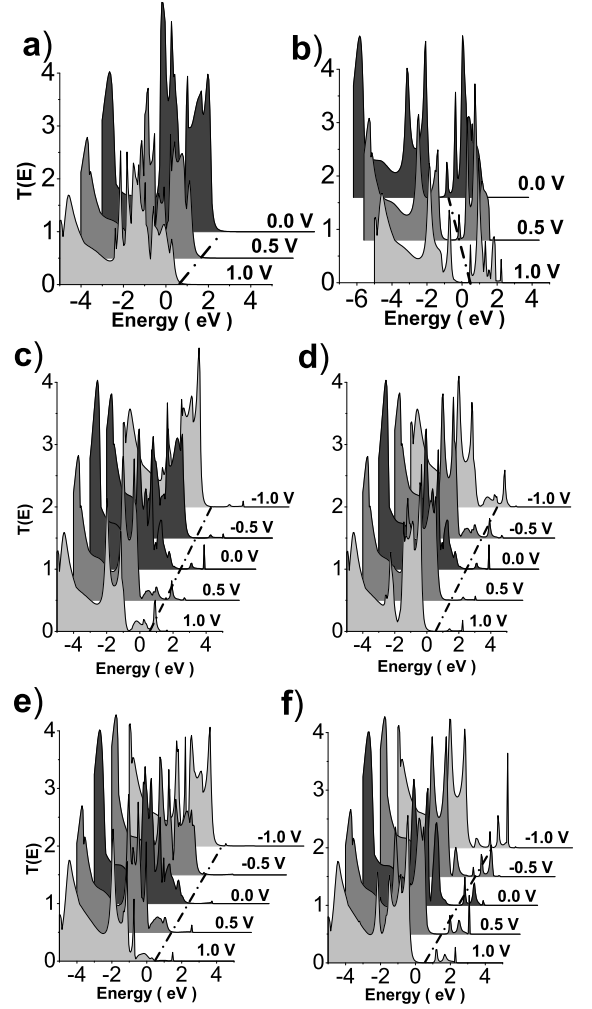 a)
b)
T(E)
4
3
2
1
0
0.0 V
0.5 V
1.0 V
-4 -2 0 2 4
Energy ( eV )
4
3
2
1
0
0.0 V
0.5 V
1.0 V
-6 -4 -2 0 2 4
Energy ( eV )
c)
d)
T(E)
4
3
2
1
0
-1.0 V
-0.5 V
0.0 V
0.5 V
1.0 V
-4 -2 0 2 4
Energy ( eV )
4
3
2
1
0
-1.0 V
-0.5 V
0.0 V
0.5 V
1.0 V
-4 -2 0 2 4
Energy ( eV )
e)
f)
T(E)
4
3
2
1
0
-1.0 V
-0.5 V
0.0 V
0.5 V
1.0 V
-4 -2 0 2 4
Energy ( eV )
4
3
2
1
0
-1.0 V
-0.5 V
0.0 V
0.5 V
1.0 V
-4 -2 0 2 4
Energy ( eV )